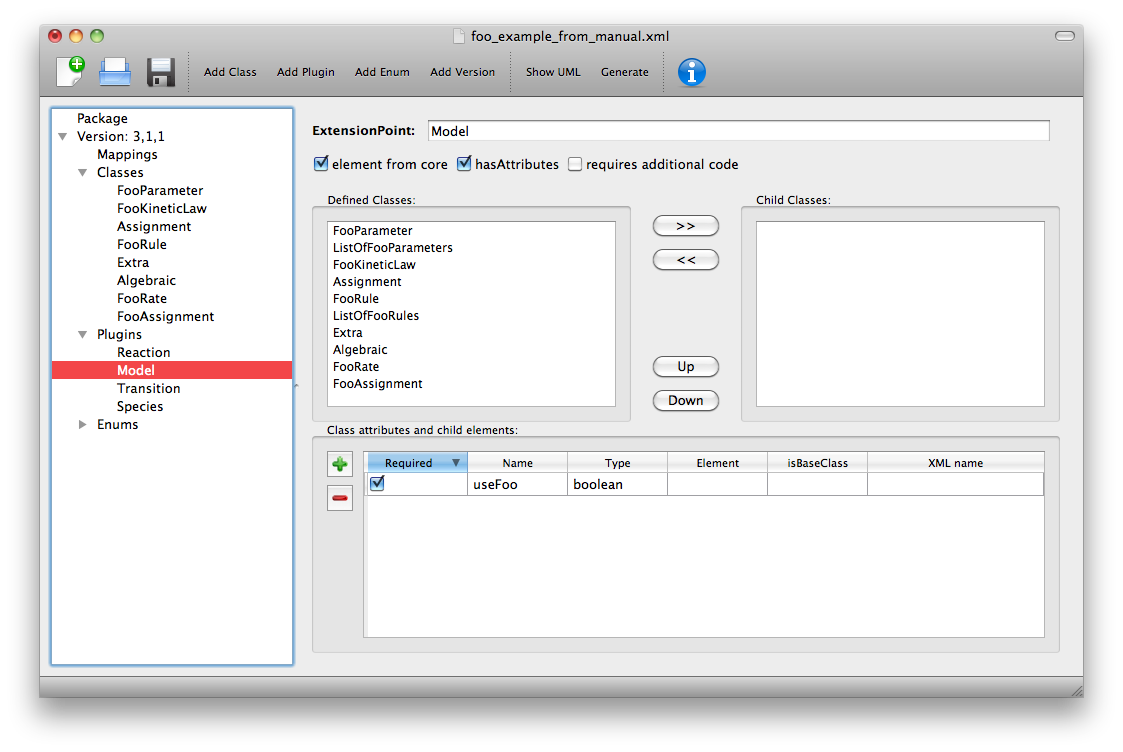 foo_example_from_manual.xml
Add Class Add Plugin Add Enum Add Version Show UML Generate
Package
Version: 3,1,1
Mappings
Classes
FooParameter
FooKineticLaw
Assignment
FooRule
Extra
Algebraic
FooRate
FooAssignment
Plugins
Reaction
Model
Transition
Species
Enums
ExtensionPoint: Model
element from core hasAttributes requires additional code
Defined Classes:
FooParameter
ListOfFooParameters
FooKineticLaw
Assignment
FooRule
ListOfFooRules
Extra
Algebraic
FooRate
FooAssignment
>>
<<
Up
Down
Child Classes:
Class attributes and child elements:
Required Name Type Element isBaseClass XML name
useFoo boolean